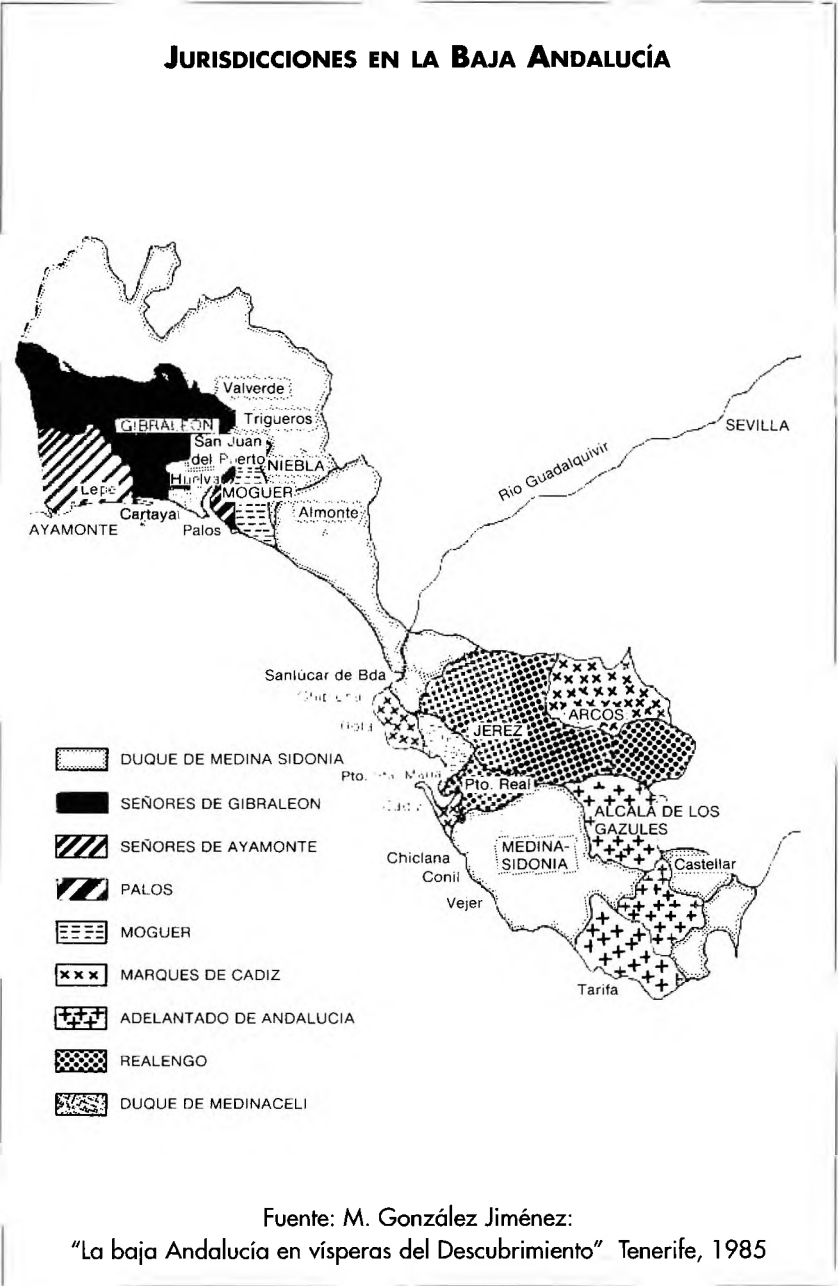 JURISDICCIONES EN LA BAJA ANDALUCÍA
Valverde
GIBRALEON
Trigueros
San Juan
del Puerto
NIEBLA
Huelva
Lepe
MOGUER
Cartaya
Almonte
AYAMONTE
Palos
SEVILLA
Rio Guadalquivir
Sanlúcar de Bda
ARCOS
JEREZ
Pto.
Pto. Real
ALCALA DE LOS
GAZULES
MEDINA-
SIDONIA
Chiclana
Conil
Castellar
Vejer
Tarifa
DUQUE DE MEDINA SIDONIA
SEÑORES DE GIBRALEON
SEÑORES DE AYAMONTE
PALOS
MOGUER
MARQUES DE CADIZ
ADELANTADO DE ANDALUCIA
REALENGO
DUQUE DE MEDINACELI
Fuente: M. González Jiménez:
"La baja Andalucía en vísperas del Descubrimiento" Tenerife, 1985